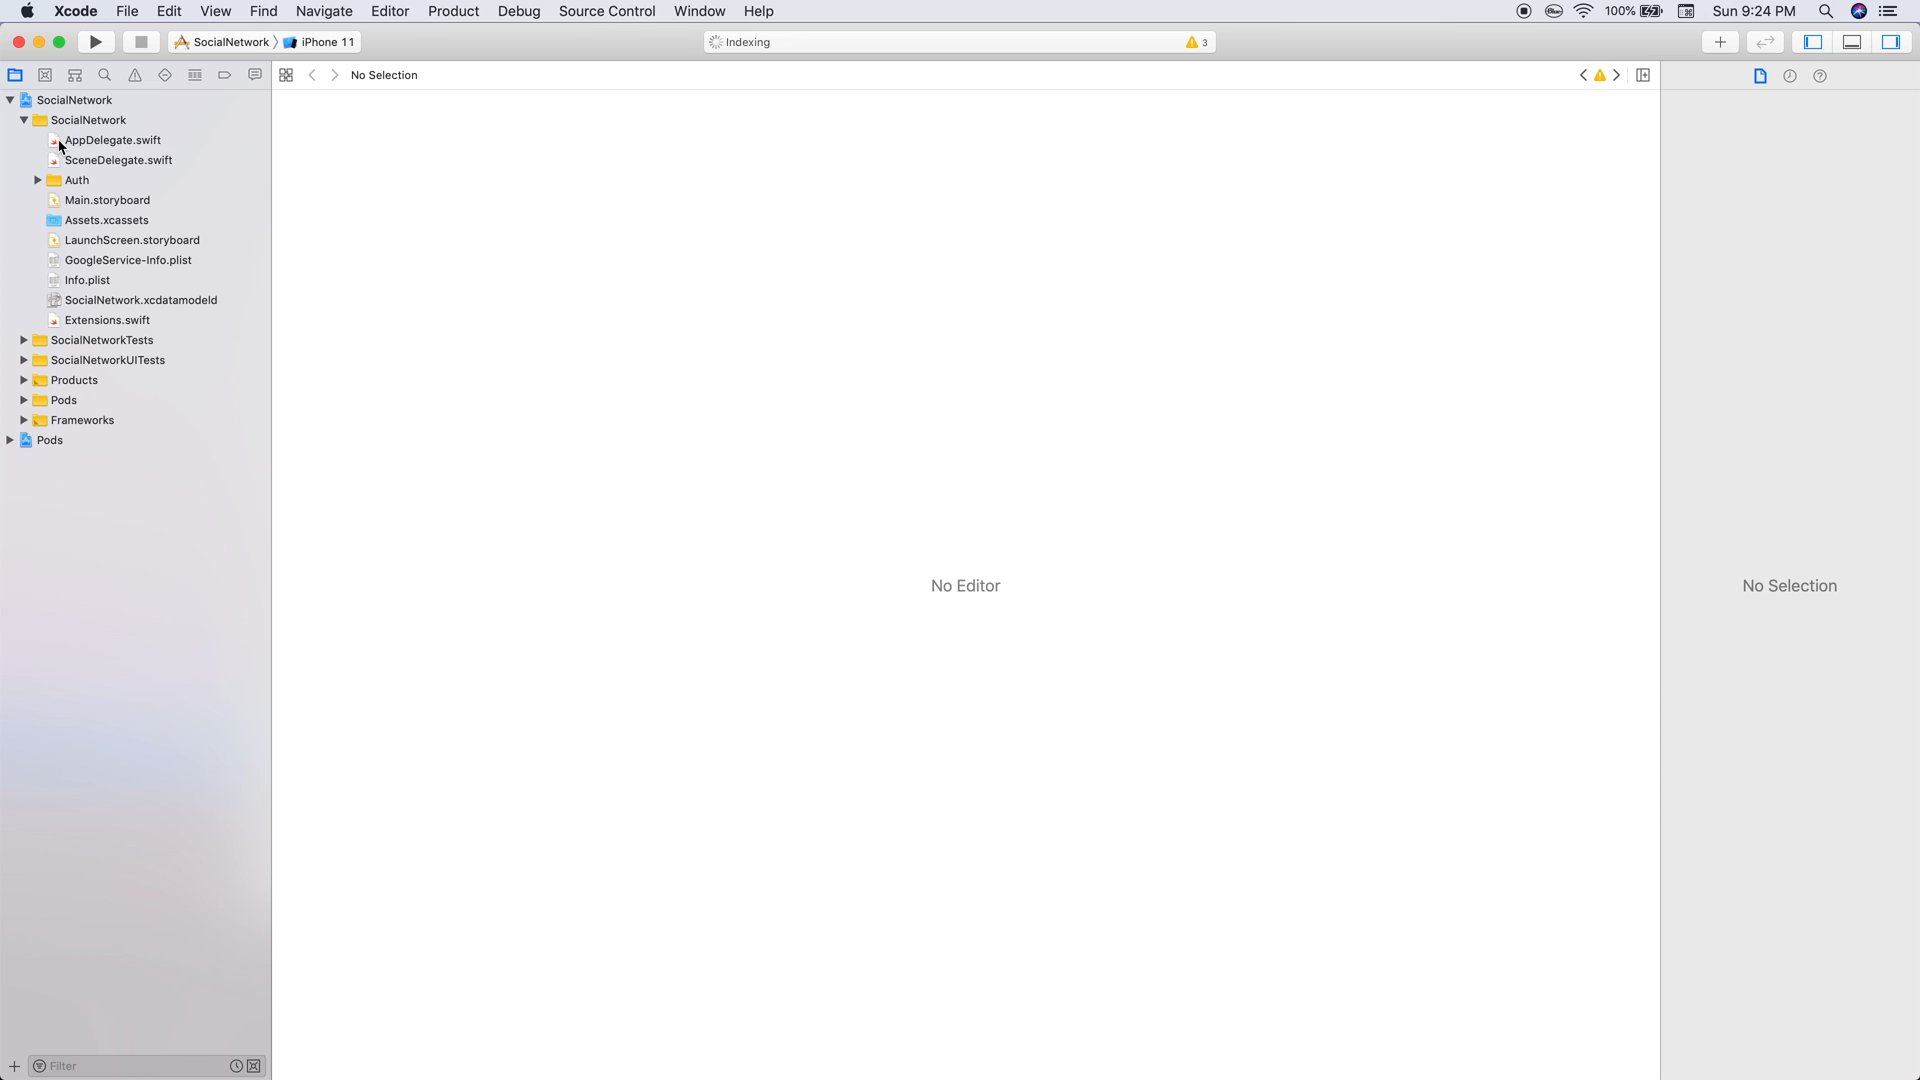 Xcode File Edit View Find Navigate Editor Product Debug Source Control Window Help 100% Sun 9:24 PM
SocialNetwork iPhone 11 Indexing 3
No Selection
SocialNetwork
SocialNetwork
AppDelegate.swift
SceneDelegate.swift
Auth
Main.storyboard
Assets.xcassets
LaunchScreen.storyboard
GoogleService-Info.plist
Info.plist
SocialNetwork.xcdatamodeld
Extensions.swift
SocialNetworkTests
SocialNetworkUITests
Products
Pods
Frameworks
Pods
No Editor
No Selection
Filter